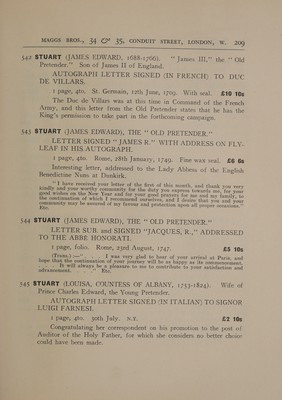 MAGGS BROS., 34 & 35, CONDUIT STREET, LONDON, W. 209
542 STUART (JAMES EDWARD, 1688-1766). "James III," the "Old
Pretender." Son of James II of England.
AUTOGRAPH LETTER SIGNED (IN FRENCH) TO DUC
DE VILLARS.
1 page, 4to. St. Germain, 12th June, 1709. With seal. £10 10s
The Duc de Villars was at this time in Command of the French
Army, and this letter from the Old Pretender states that he has the
King's permission to take part in the forthcoming campaign.
543 STUART (JAMES EDWARD), THE "OLD PRETENDER."
LETTER SIGNED "JAMES R." WITH ADDRESS ON FLY-
LEAF IN HIS AUTOGRAPH.
1 page, 4to. Rome, 28th January, 1749. Fine wax seal. £6 6s
Interesting letter, addressed to the Lady Abbess of the English
Benedictine Nuns at Dunkirk.
"I have received your letter of the first of this month, and thank you very
kindly and your worthy community for the duty you express towards me, for your
good wishes on the New Year and for your good prayers for me and my family, to
the continuation of which I recommend myselves, and I desire that you and your
community may be assured of my favour and protection upon all proper occasions."
Etc.
544 STUART (JAMES EDWARD), THE "OLD PRETENDER."
LETTER SUB. and SIGNED "JACQUES, R.," ADDRESSED
TO THE ABBE HONORATI.
1 page, folio. Rome, 23rd August, 1747. £5 10s
(TRANS.):—" . . . I was very glad to hear of your arrival at Paris, and
hope that the continuation of your journey will be as happy as its commencement,
. . . It will always be a pleasure to me to contribute to your satisfaction and
advancement. . . ." Etc.
545 STUART (LOUISA, COUNTESS OF ALBANY, 1753-1824). Wife of
Prince Charles Edward, the Young Pretender.
AUTOGRAPH LETTER SIGNED (IN ITALIAN) TO SIGNOR
LUIGI FARNESI.
1 page, 4to. 30th July. N.Y. £2 10s
Congratulating her correspondent on his promotion to the post of
Auditor of the Holy Father, for which she considers no better choice
could have been made.